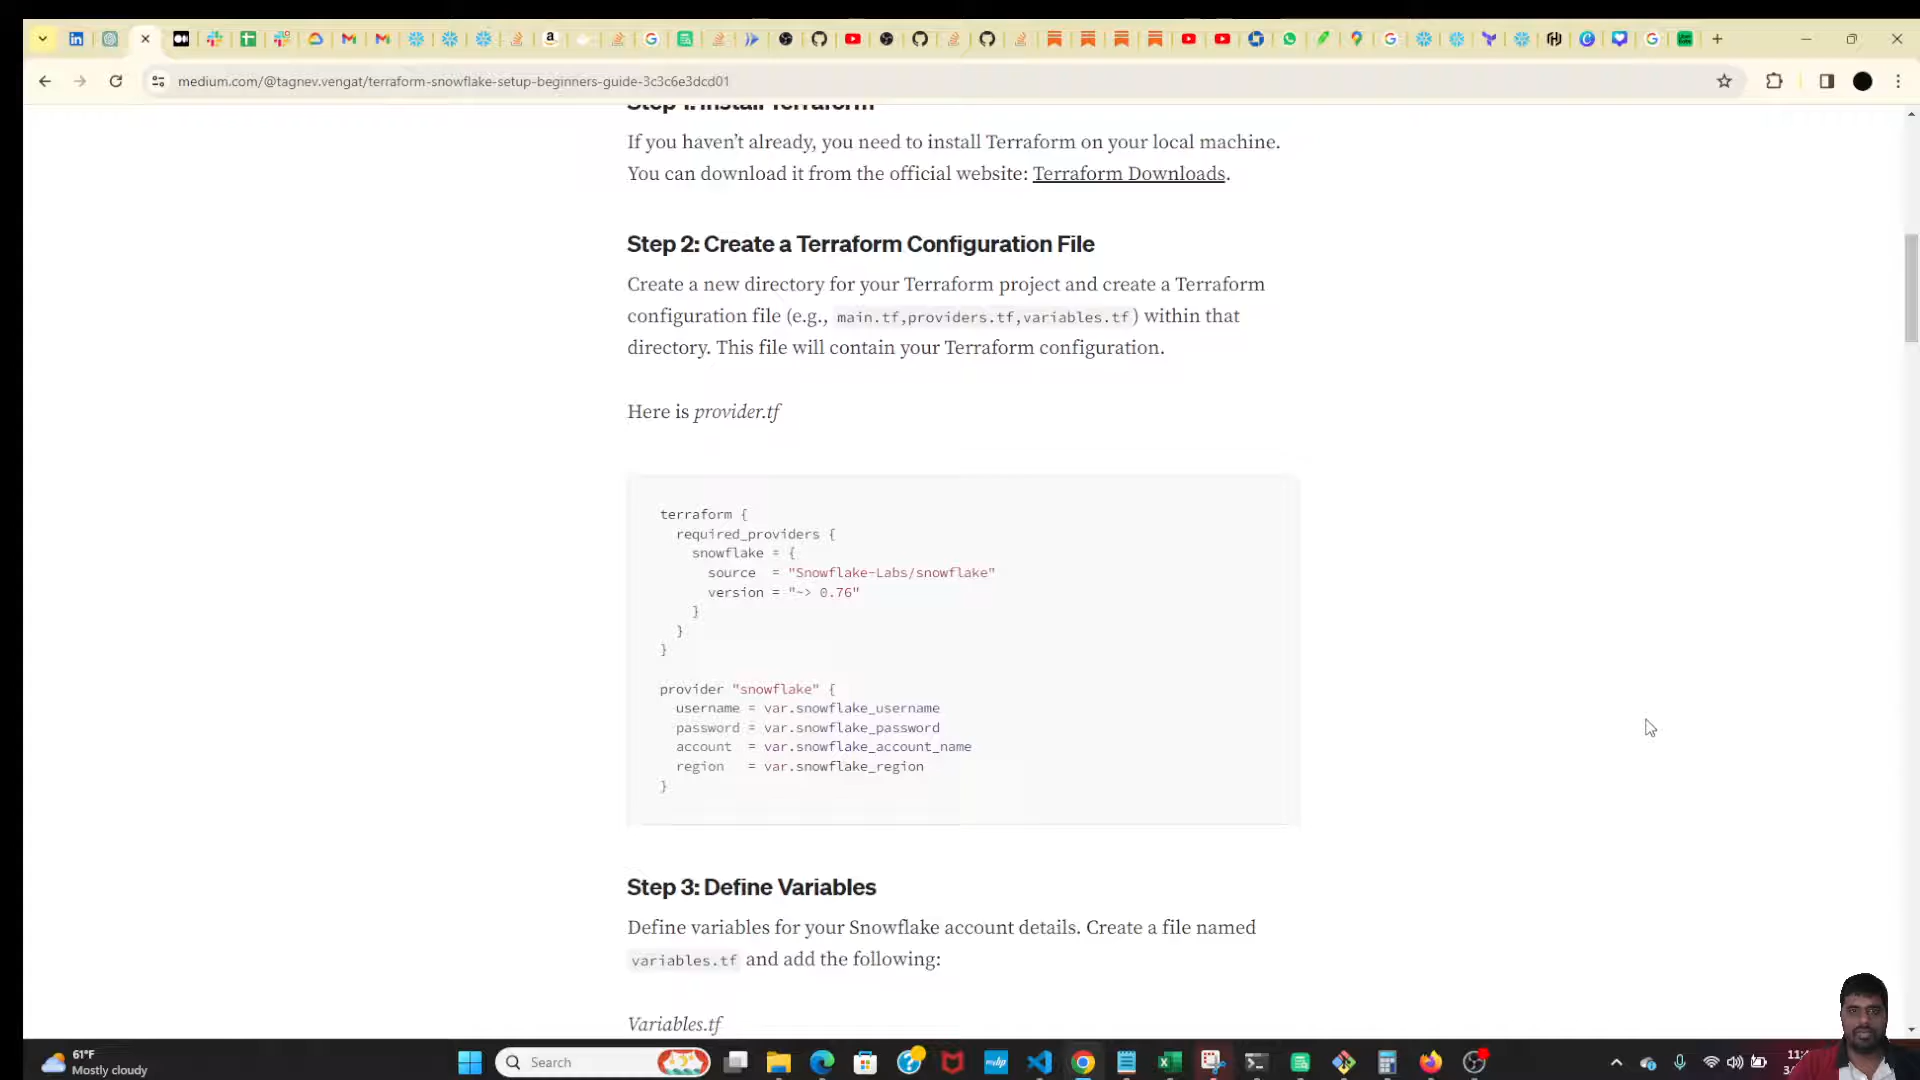 medium.com/@tagnev.vengat/terraform-snowflake-setup-beginners-guide-3c3c6e3dcd01
Step 1: Install Terraform
If you haven’t already, you need to install Terraform on your local machine.
You can download it from the official website: Terraform Downloads.
Step 2: Create a Terraform Configuration File
Create a new directory for your Terraform project and create a Terraform
configuration file (e.g., main.tf,providers.tf,variables.tf) within that
directory. This file will contain your Terraform configuration.
Here is provider.tf
terraform {
required_providers {
snowflake = {
source = "Snowflake-Labs/snowflake"
version = "~> 0.76"
}
}
}
provider "snowflake" {
username = var.snowflake_username
password = var.snowflake_password
account = var.snowflake_account_name
region = var.snowflake_region
}
Step 3: Define Variables
Define variables for your Snowflake account details. Create a file named
variables.tf and add the following:
Variables.tf
61°F
Mostly cloudy
Search